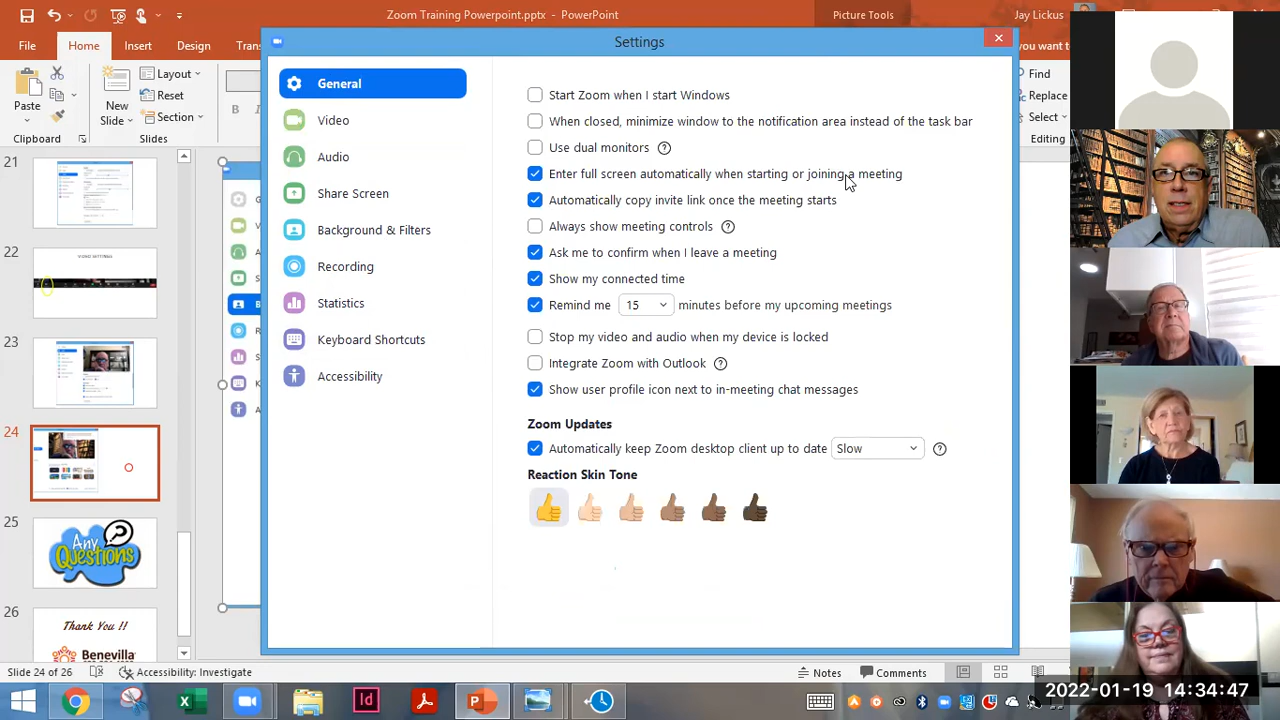 Zoom Training Powerpoint.pptx - PowerPoint
Picture Tools
Jay Lickus
File
Home
Insert
Design
Paste
New
Slide
Layout
Reset
Section
B
Clipboard
Slides
Find
Replace
Select
Editing
you want to
Settings
General
Video
Audio
Share Screen
Background & Filters
Recording
Statistics
Keyboard Shortcuts
Accessibility
Start Zoom when I start Windows
When closed, minimize window to the notification area instead of the task bar
Use dual monitors
Enter full screen automatically when starting or joining a meeting
Automatically copy invite link once the meeting starts
Always show meeting controls
Ask me to confirm when I leave a meeting
Show my connected time
Remind me 15 minutes before my upcoming meetings
Stop my video and audio when my device is locked
Integrate Zoom with Outlook
Show user profile icon next to in-meeting chat messages
Zoom Updates
Automatically keep Zoom desktop client up to date Slow
Reaction Skin Tone
21
22
VIDEO SETTINGS
23
24
25
Any
Questions
26
Thank You !!
Benevilla
Slide 24 of 26
Accessibility: Investigate
Notes
Comments
2022-01-19 14:34:47